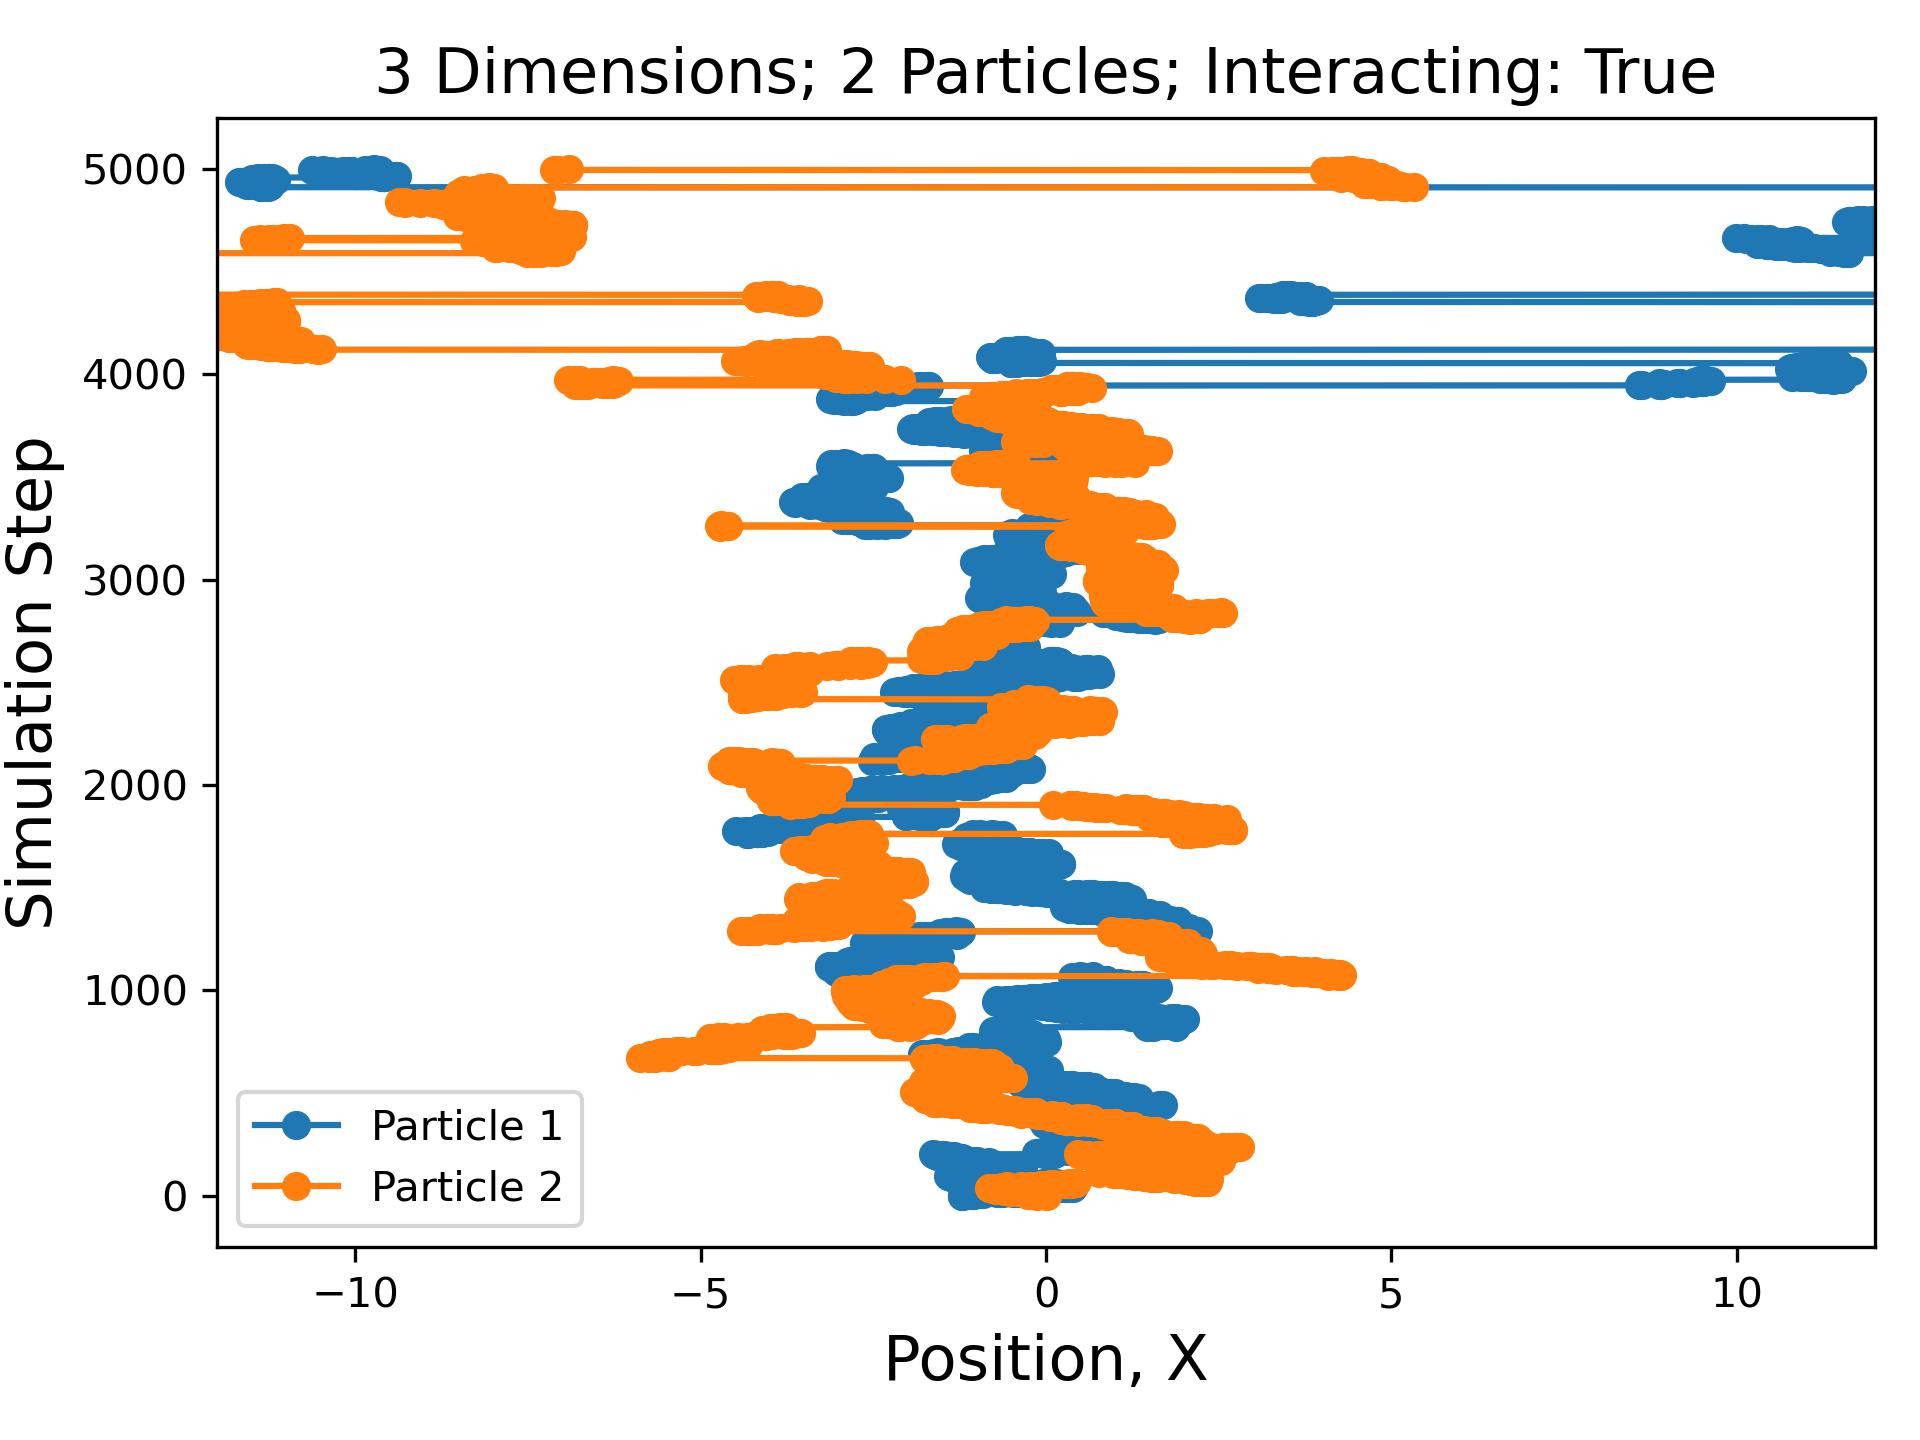 3 Dimensions; 2 Particles; Interacting: True
Simulation Step
5000
4000
3000
2000
1000
0
Particle 1
Particle 2
−10
−5
0
5
10
Position, X